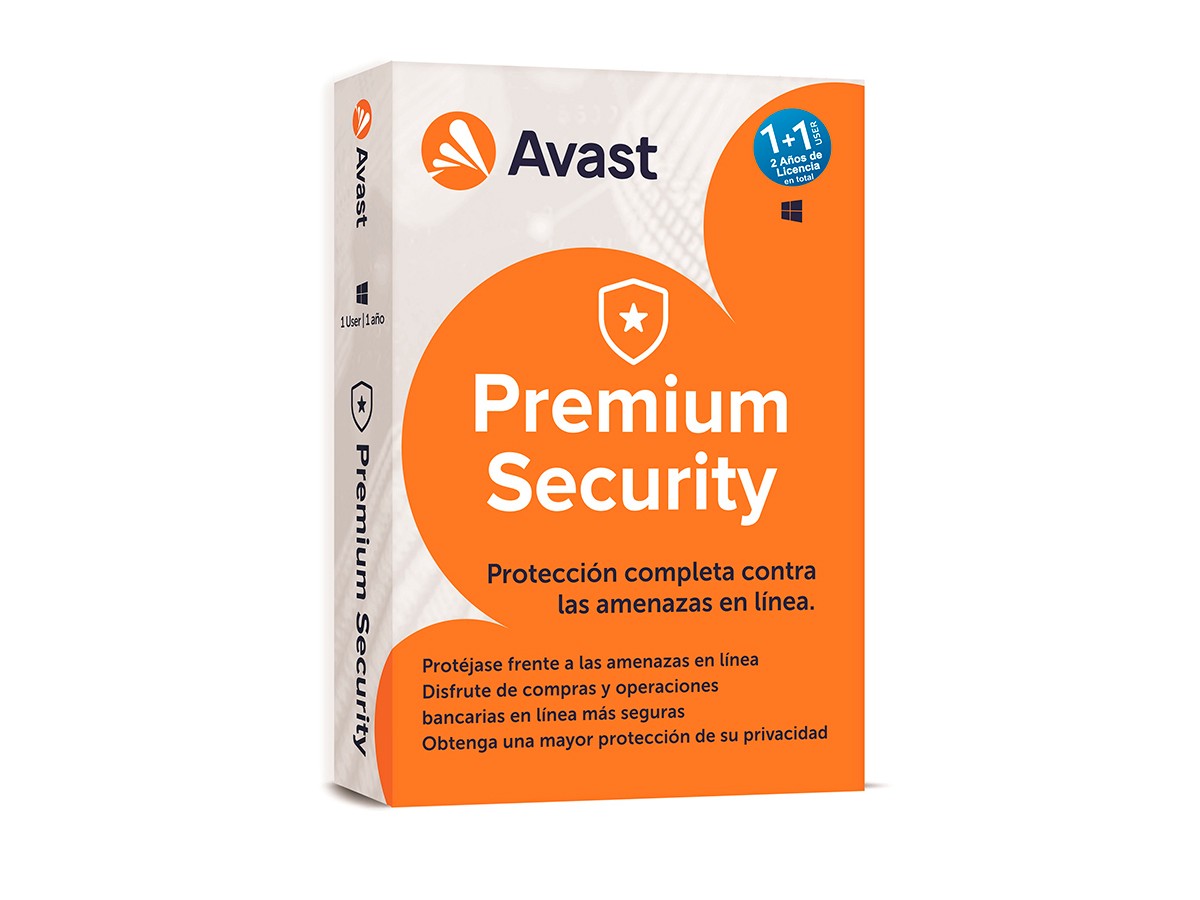 Avast
1 User | 1 año
Premium Security
Avast
1+1 USER
2 Años de
Licencia
en total
Premium
Security
Protección completa contra
las amenazas en línea.
Protéjase frente a las amenazas en línea
Disfrute de compras y operaciones
bancarias en línea más seguras
Obtenga una mayor protección de su privacidad